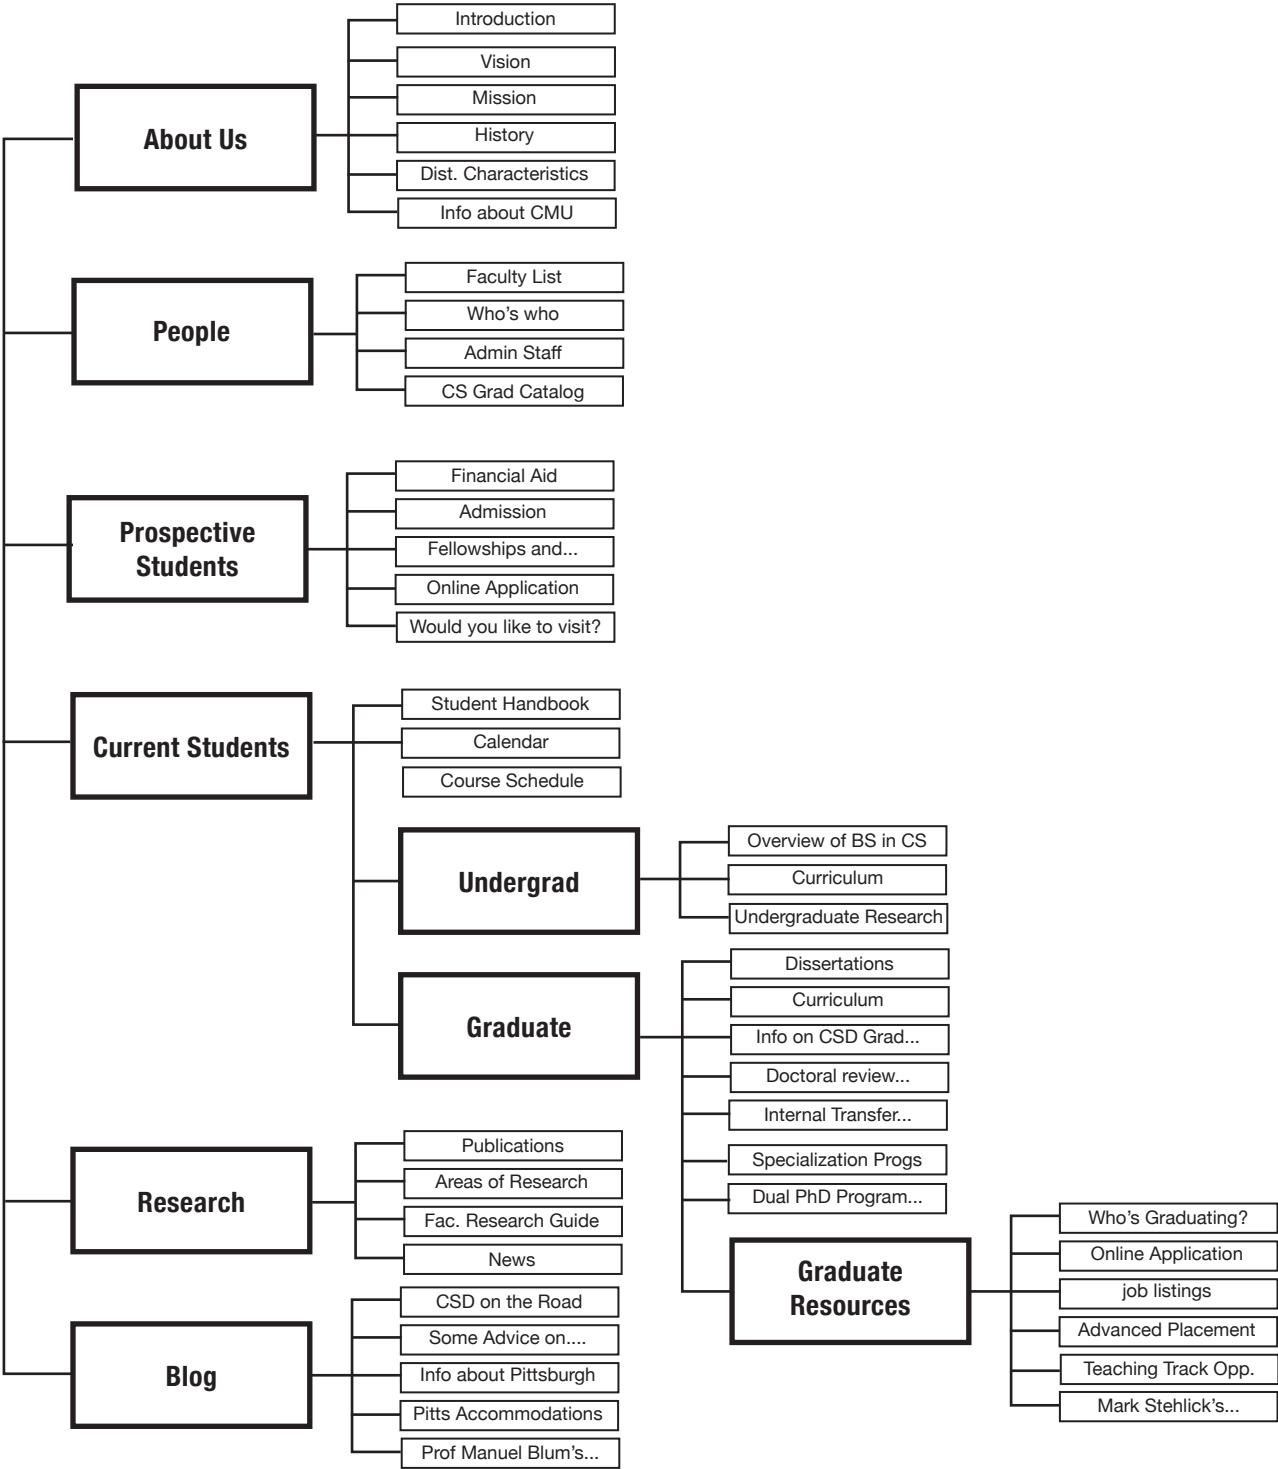 Introduction
Vision
Mission
About Us
History
Dist. Characteristics
Info about CMU
Faculty List
Who's who
People
Admin Staff
CS Grad Catalog
Financial Aid
Admission
Prospective
Students
Fellowships and...
Online Application
Would you like to visit?
Student Handbook
Current Students
Calendar
Course Schedule
Undergrad
Overview of BS in CS
Curriculum
Undergraduate Research
Graduate
Dissertations
Curriculum
Info on CSD Grad...
Doctoral review...
Internal Transfer...
Specialization Progs
Dual PhD Program...
Graduate
Resources
Who's Graduating?
Online Application
job listings
Advanced Placement
Teaching Track Opp.
Mark Stehlick's...
Research
Publications
Areas of Research
Fac. Research Guide
News
Blog
CSD on the Road
Some Advice on....
Info about Pittsburgh
Pitts Accommodations
Prof Manuel Blum's...